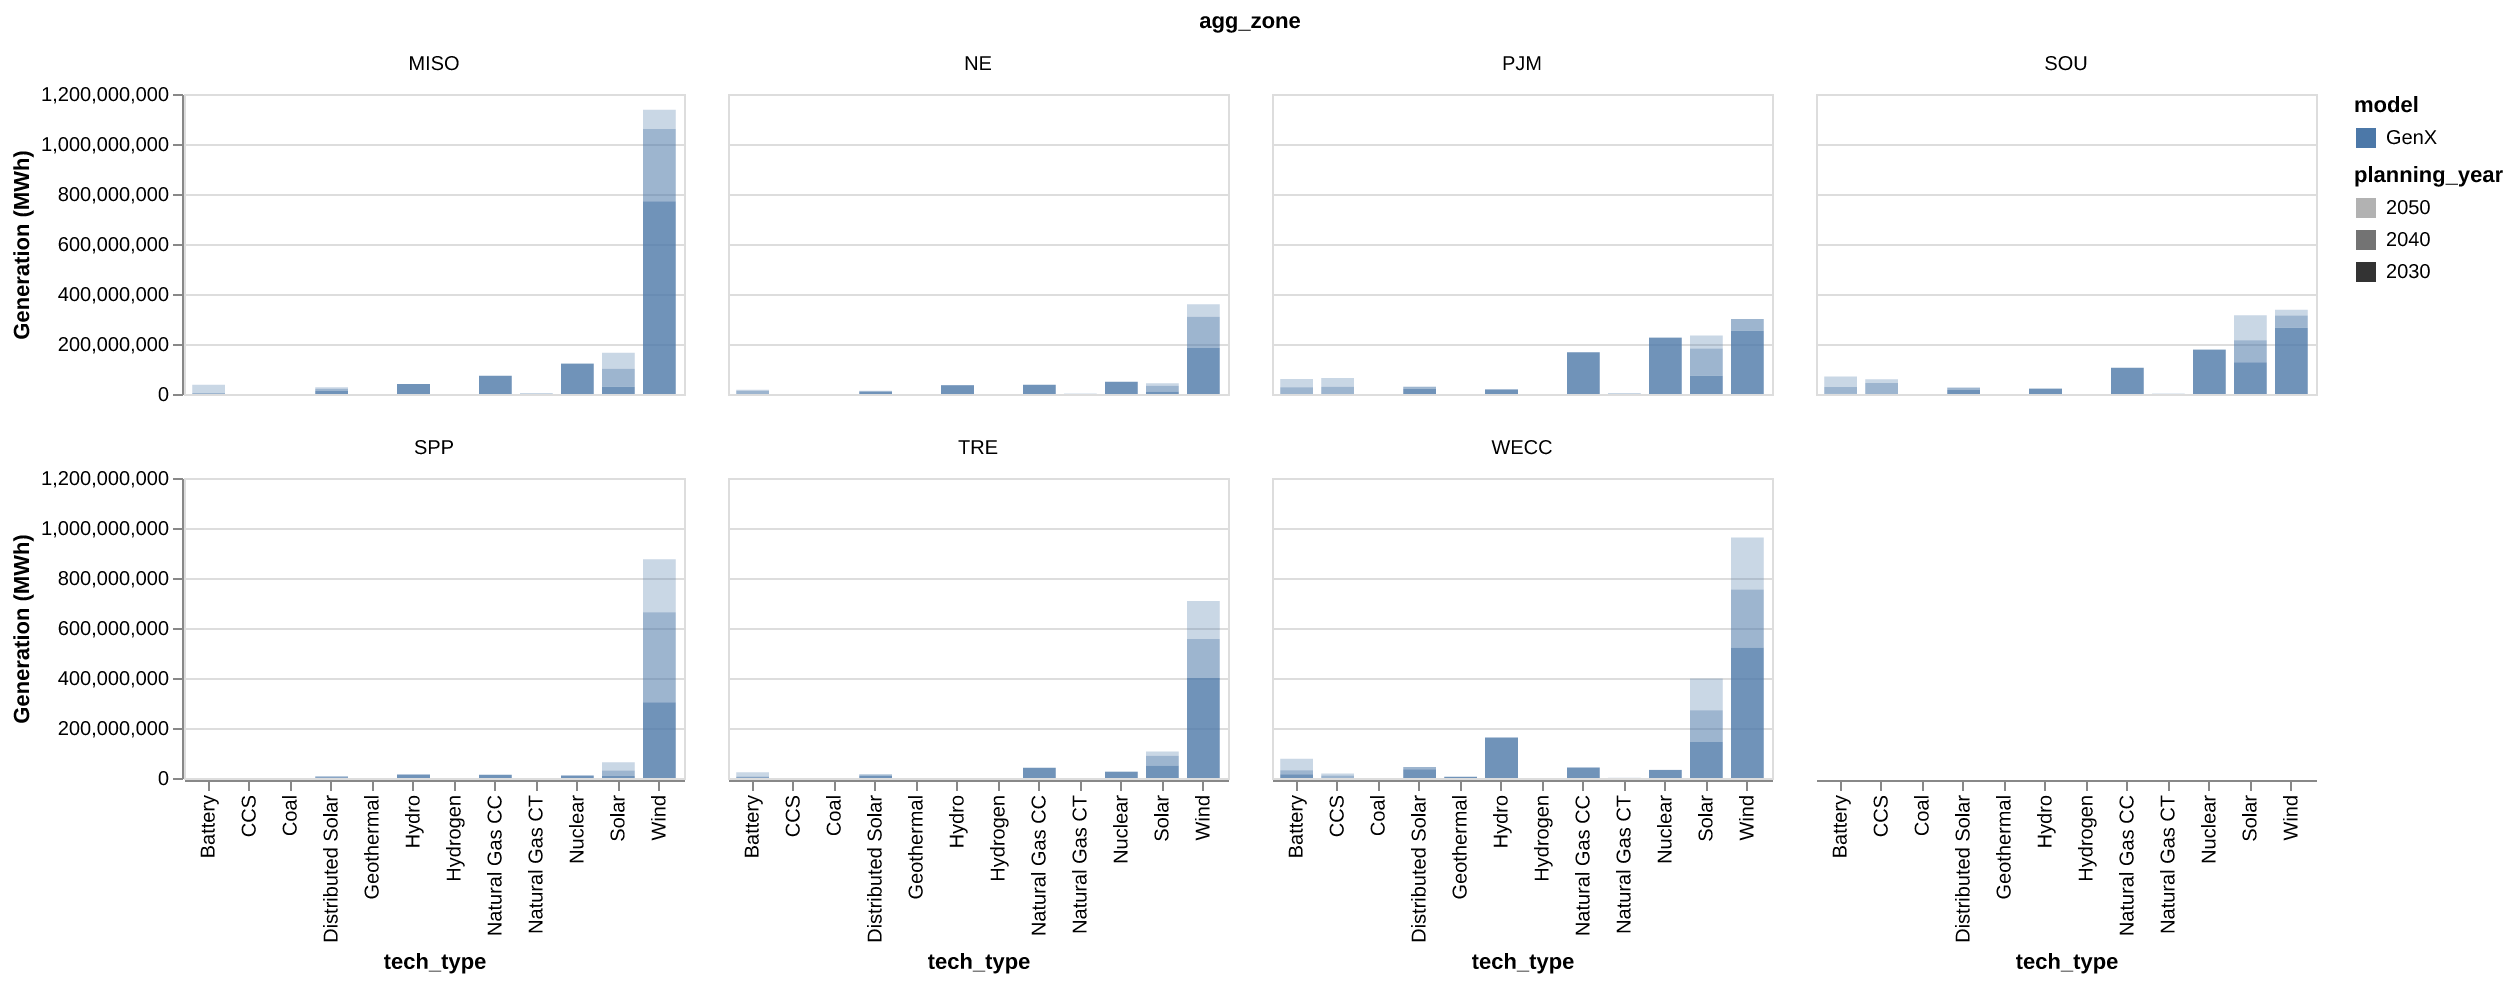 agg_zone
MISO
NE
PJM
SOU
1,200,000,000
1,000,000,000
800,000,000
600,000,000
400,000,000
200,000,000
0
Generation (MWh)
model
GenX
planning_year
2050
2040
2030
SPP
TRE
WECC
1,200,000,000
1,000,000,000
800,000,000
600,000,000
400,000,000
200,000,000
0
Generation (MWh)
Battery
CCS
Coal
Distributed Solar
Geothermal
Hydro
Hydrogen
Natural Gas CC
Natural Gas CT
Nuclear
Solar
Wind
Battery
CCS
Coal
Distributed Solar
Geothermal
Hydro
Hydrogen
Natural Gas CC
Natural Gas CT
Nuclear
Solar
Wind
Battery
CCS
Coal
Distributed Solar
Geothermal
Hydro
Hydrogen
Natural Gas CC
Natural Gas CT
Nuclear
Solar
Wind
Battery
CCS
Coal
Distributed Solar
Geothermal
Hydro
Hydrogen
Natural Gas CC
Natural Gas CT
Nuclear
Solar
Wind
tech_type
tech_type
tech_type
tech_type